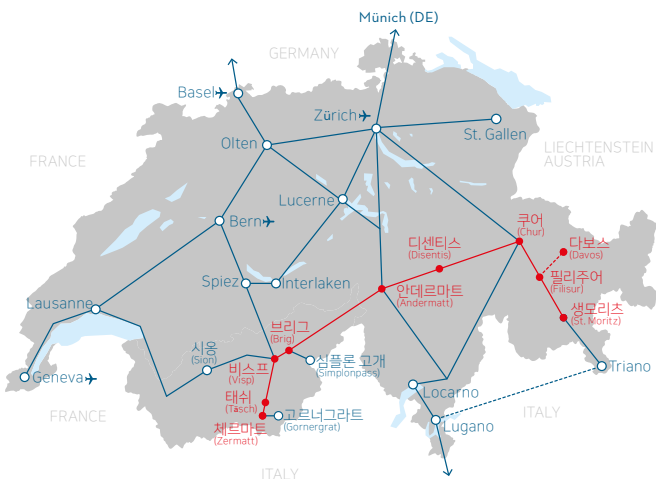 Münich (DE)
GERMANY
Basel
Zürich
St. Gallen
Olten
LIECHTENSTEIN
AUSTRIA
FRANCE
Lucerne
Bern
쿠어
(Chur)
다보스
(Davos)
디센티스
(Disentis)
필리주어
(Filisur)
Spiez
Interlaken
안데르마트
(Andermatt)
생모리츠
(St. Moritz)
Lausanne
브리그
(Brig)
시옹
(Sion)
심플론 고개
(Simplonpass)
비스프
(Visp)
Triano
Geneva
태쉬
(Täsch)
Locarno
FRANCE
고르너그라트
(Gornergrat)
체르마트
(Zermatt)
ITALY
Lugano
ITALY